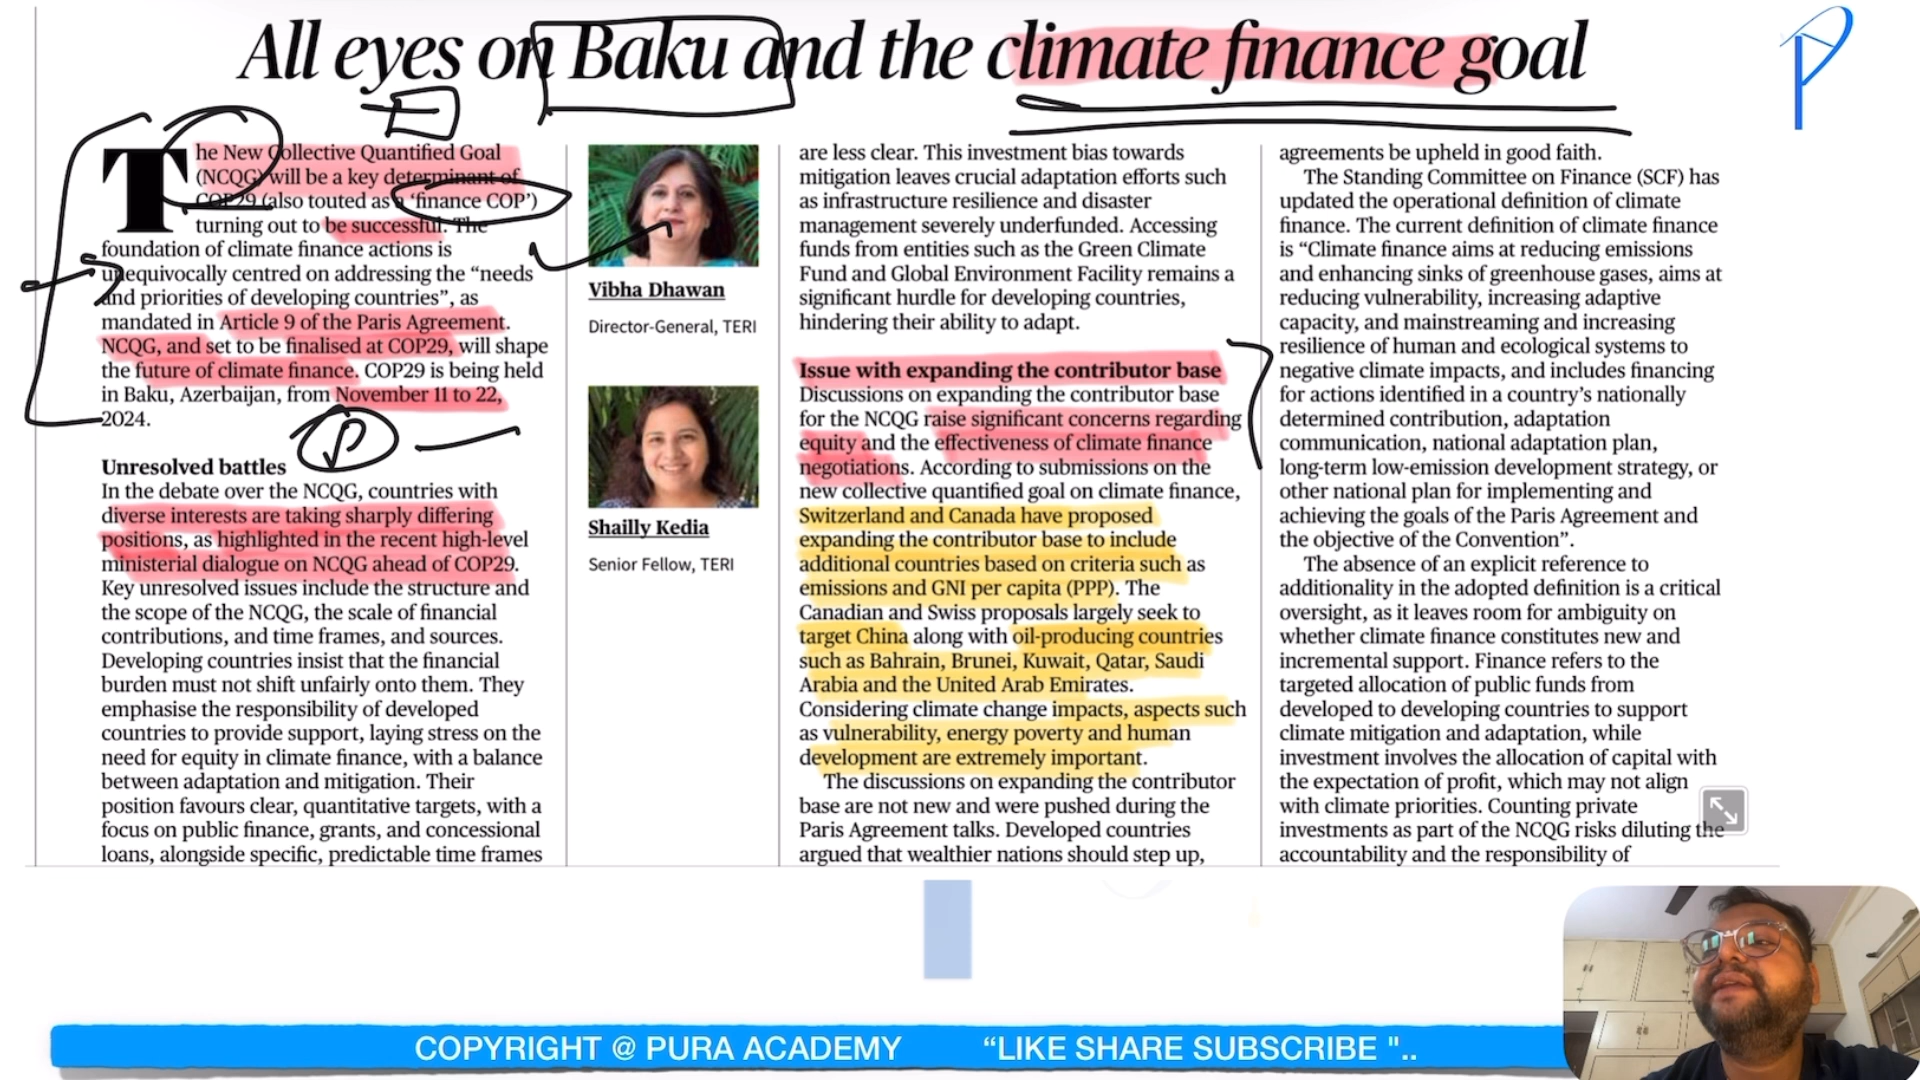 All eyes on Baku and the climate finance goal
The New Collective Quantified Goal
(NCQG) will be a key determinant of
COP29 (also touted as a ‘finance COP’)
turning out to be successful. The
foundation of climate finance actions is
unequivocally centred on addressing the “needs
and priorities of developing countries”, as
mandated in Article 9 of the Paris Agreement.
NCQG, and set to be finalised at COP29, will shape
the future of climate finance. COP29 is being held
in Baku, Azerbaijan, from November 11 to 22,
2024.
Unresolved battles
In the debate over the NCQG, countries with
diverse interests are taking sharply differing
positions, as highlighted in the recent high-level
ministerial dialogue on NCQG ahead of COP29.
Key unresolved issues include the structure and
the scope of the NCQG, the scale of financial
contributions, and time frames, and sources.
Developing countries insist that the financial
burden must not shift unfairly onto them. They
emphasise the responsibility of developed
countries to provide support, laying stress on the
need for equity in climate finance, with a balance
between adaptation and mitigation. Their
position favours clear, quantitative targets, with a
focus on public finance, grants, and concessional
loans, alongside specific, predictable time frames
Vibha Dhawan
Director-General, TERI
Shailly Kedia
Senior Fellow, TERI
are less clear. This investment bias towards
mitigation leaves crucial adaptation efforts such
as infrastructure resilience and disaster
management severely underfunded. Accessing
funds from entities such as the Green Climate
Fund and Global Environment Facility remains a
significant hurdle for developing countries,
hindering their ability to adapt.
Issue with expanding the contributor base
Discussions on expanding the contributor base
for the NCQG raise significant concerns regarding
equity and the effectiveness of climate finance
negotiations. According to submissions on the
new collective quantified goal on climate finance,
Switzerland and Canada have proposed
expanding the contributor base to include
additional countries based on criteria such as
emissions and GNI per capita (PPP). The
Canadian and Swiss proposals largely seek to
target China along with oil-producing countries
such as Bahrain, Brunei, Kuwait, Qatar, Saudi
Arabia and the United Arab Emirates.
Considering climate change impacts, aspects such
as vulnerability, energy poverty and human
development are extremely important.
The discussions on expanding the contributor
base are not new and were pushed during the
Paris Agreement talks. Developed countries
argued that wealthier nations should step up,
agreements be upheld in good faith.
The Standing Committee on Finance (SCF) has
updated the operational definition of climate
finance. The current definition of climate finance
is “Climate finance aims at reducing emissions
and enhancing sinks of greenhouse gases, aims at
reducing vulnerability, increasing adaptive
capacity, and mainstreaming and increasing
resilience of human and ecological systems to
negative climate impacts, and includes financing
for actions identified in a country’s nationally
determined contribution, adaptation
communication, national adaptation plan,
long-term low-emission development strategy, or
other national plan for implementing and
achieving the goals of the Paris Agreement and
the objective of the Convention”.
The absence of an explicit reference to
additionality in the adopted definition is a critical
oversight, as it leaves room for ambiguity on
whether climate finance constitutes new and
incremental support. Finance refers to the
targeted allocation of public funds from
developed to developing countries to support
climate mitigation and adaptation, while
investment involves the allocation of capital with
the expectation of profit, which may not align
with climate priorities. Counting private
investments as part of the NCQG risks diluting the
accountability and the responsibility of
P
COPYRIGHT @ PURA ACADEMY “LIKE SHARE SUBSCRIBE "..